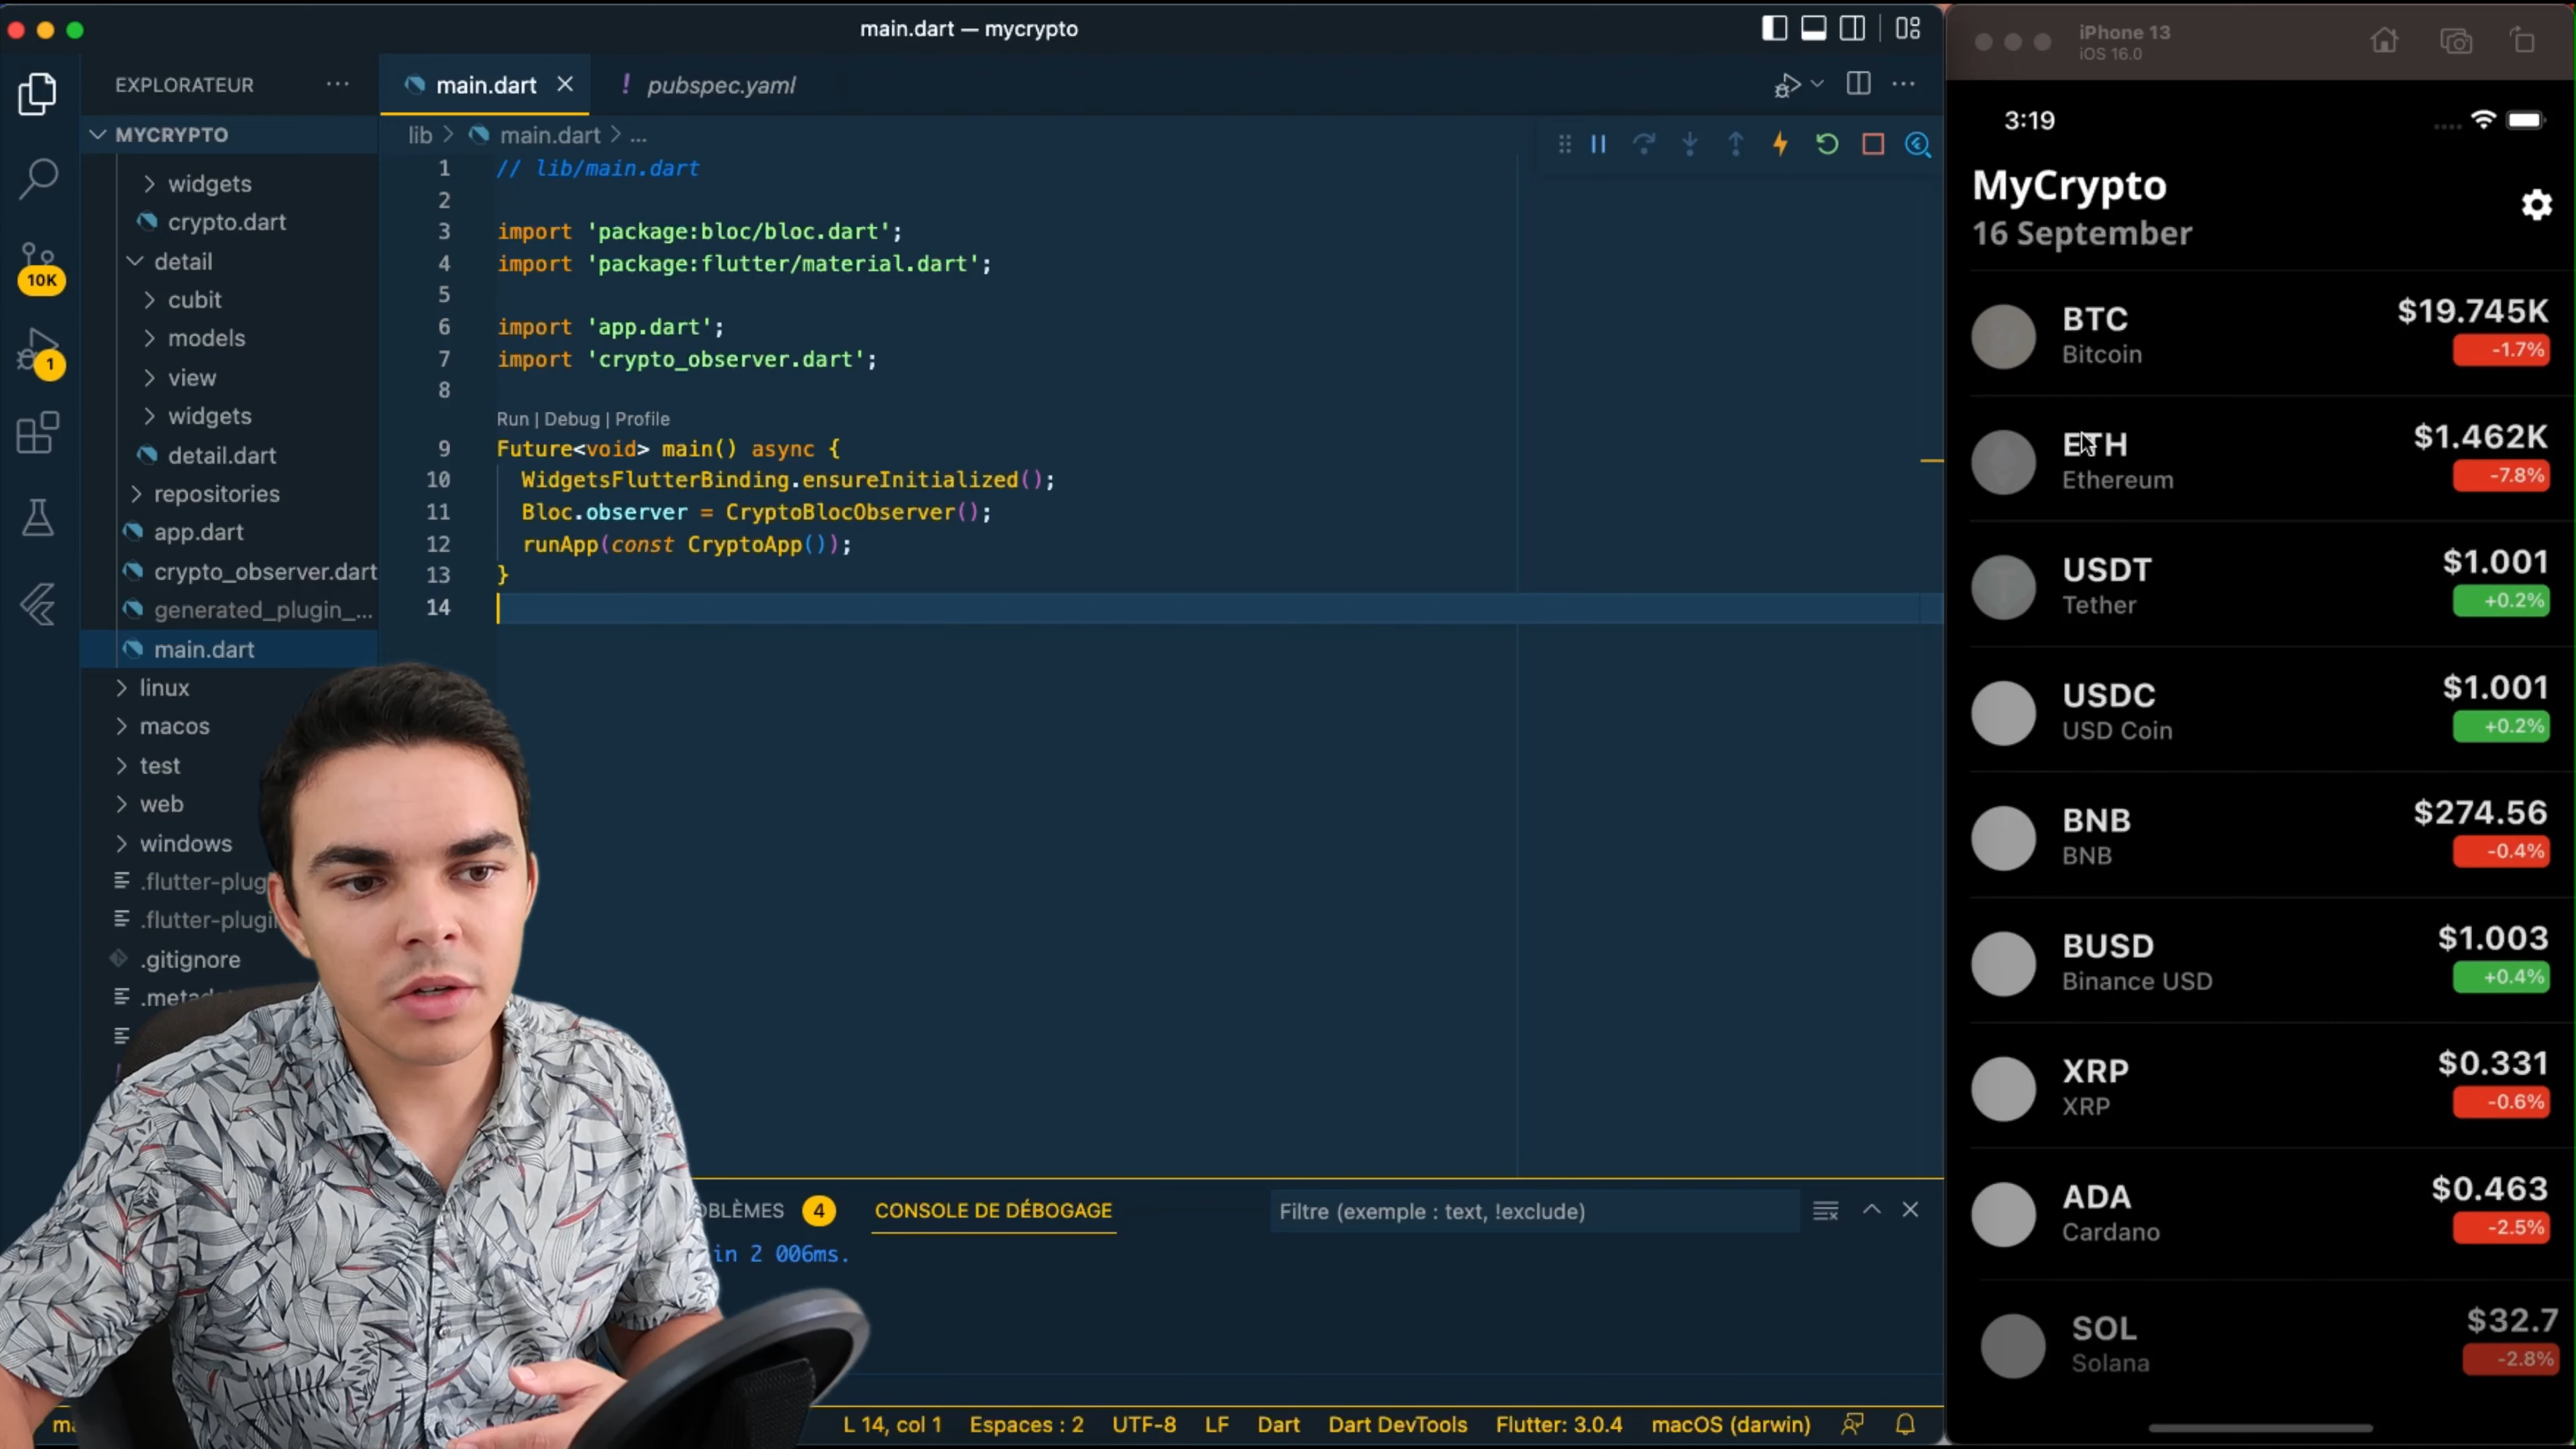 main.dart — mycrypto
EXPLORATEUR
MYCRYPTO
widgets
crypto.dart
detail
cubit
models
view
widgets
detail.dart
repositories
app.dart
crypto_observer.dart
generated_plugin_...
main.dart
linux
macos
test
web
windows
.flutter-plug
.flutter-plugin
.gitignore
10K
1
main.dart
! pubspec.yaml
lib > main.dart > ...
1 // lib/main.dart
2
3 import 'package:bloc/bloc.dart';
4 import 'package:flutter/material.dart';
5
6 import 'app.dart';
7 import 'crypto_observer.dart';
8
Run | Debug | Profile
9 Future<void> main() async {
10 WidgetsFlutterBinding.ensureInitialized();
11 Bloc.observer = CryptoBlocObserver();
12 runApp(const CryptoApp());
13 }
14
OBLÈMES 4
CONSOLE DE DÉBOGAGE
Filtre (exemple : text, !exclude)
in 2 006ms.
L 14, col 1
Espaces : 2
UTF-8
LF
Dart
Dart DevTools
Flutter: 3.0.4
macOS (darwin)
iPhone 13
iOS 16.0
3:19
MyCrypto
16 September
BTC $19.745K
Bitcoin -1.7%
ETH $1.462K
Ethereum -7.8%
USDT $1.001
Tether +0.2%
USDC $1.001
USD Coin +0.2%
BNB $274.56
BNB -0.4%
BUSD $1.003
Binance USD +0.4%
XRP $0.331
XRP -0.6%
ADA $0.463
Cardano -2.5%
SOL $32.7
Solana -2.8%